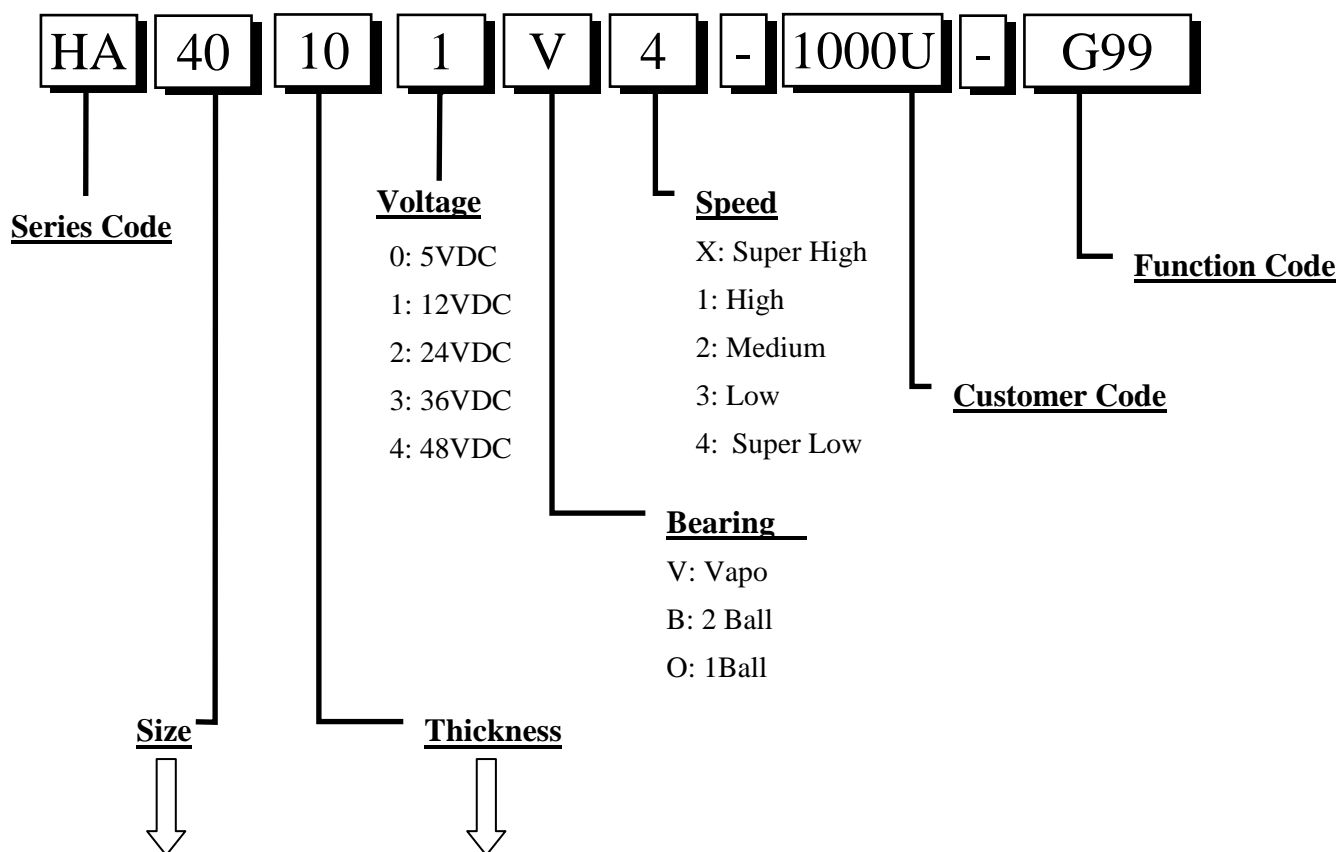 HA 40 10 1 V 4 - 1000U - G99
Series Code
Voltage
0: 5VDC
1: 12VDC
2: 24VDC
3: 36VDC
4: 48VDC
Speed
X: Super High
1: High
2: Medium
3: Low
4: Super Low
Function Code
Customer Code
Bearing
V: Vapo
B: 2 Ball
O: 1Ball
Size
Thickness